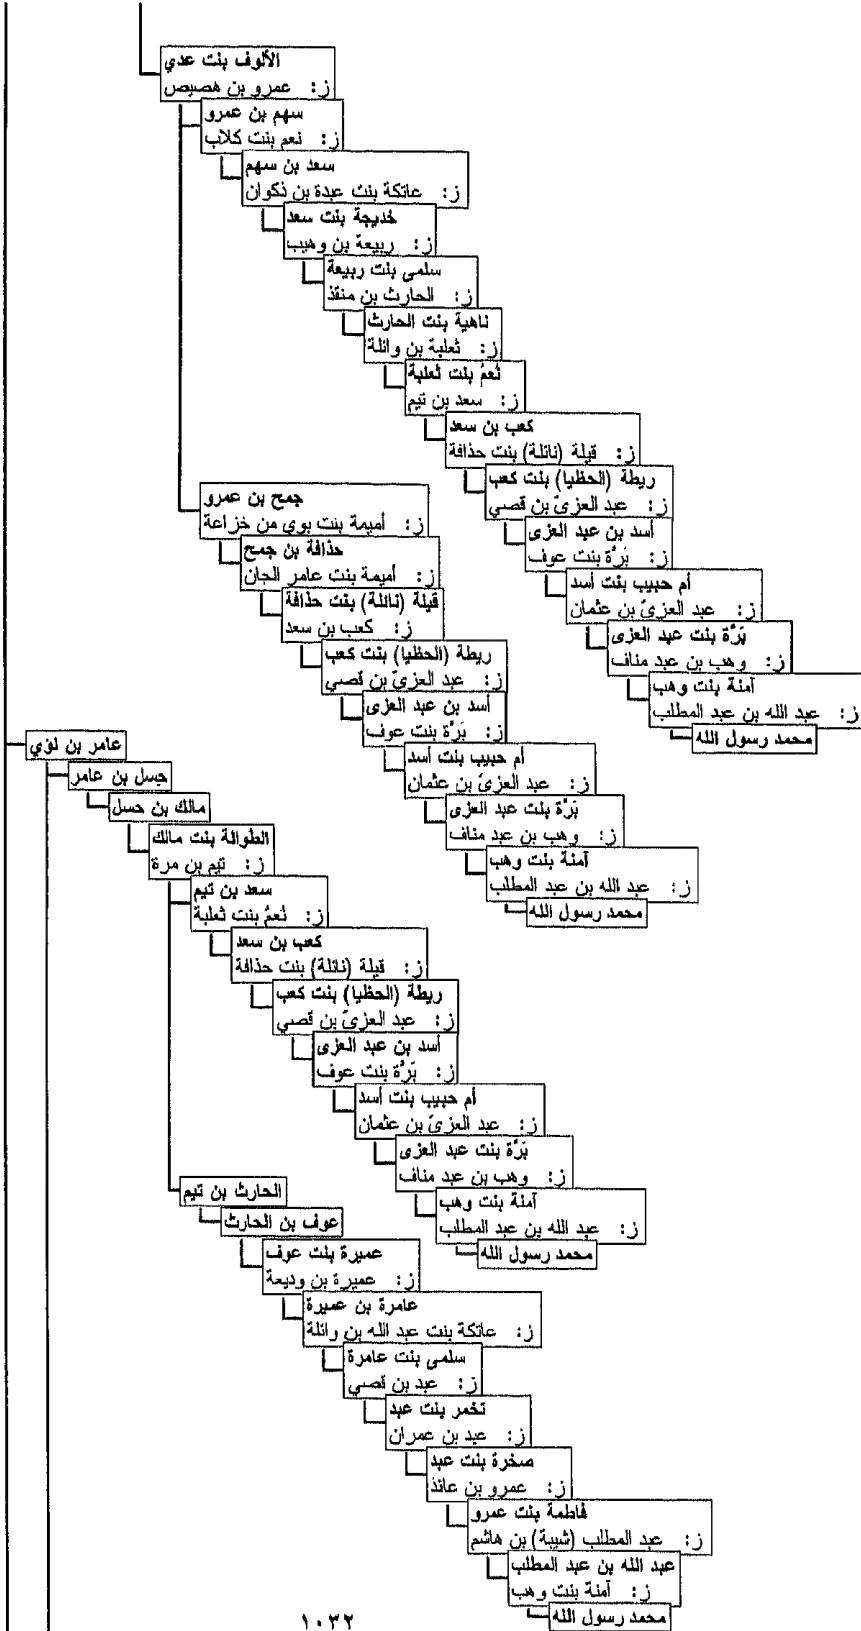 الألوف بنت عدي
ز: عمرو بن هصيص
سهم بن عمرو
ز: نعم بنت كلاب
سعد بن سهم
ز: عاتكة بنت عبدة بن ذكوان
خديجة بنت سعد
ز: ربيعة بن وهيب
سلمى بنت ربيعة
ز: الحارث بن منقذ
ناهية بنت الحارث
ز: ثعلبة بن وائلة
نُعمُ بنت ثعلبة
ز: سعد بن تيم
كعب بن سعد
ز: قيلة (نائلة) بنت حذافة
ريطة (الحظيا) بنت كعب
ز: عبد العزىّ بن قصي
أسد بن عبد العزى
ز: بَرَّة بنت عوف
أم حبيب بنت أسد
ز: عبد العزىّ بن عثمان
بَرَّة بنت عبد العزى
ز: وهب بن عبد مناف
آمنة بنت وهب
ز: عبد الله بن عبد المطلب
محمد رسول الله
جمح بن عمرو
ز: أميمة بنت بوي من خزاعة
حذافة بن جمح
ز: أميمة بنت عامر الجان
قيلة (نائلة) بنت حذافة
ز: كعب بن سعد
ريطة (الحظيا) بنت كعب
ز: عبد العزىّ بن قصي
أسد بن عبد العزى
ز: بَرَّة بنت عوف
أم حبيب بنت أسد
ز: عبد العزىّ بن عثمان
بَرَّة بنت عبد العزى
ز: وهب بن عبد مناف
آمنة بنت وهب
ز: عبد الله بن عبد المطلب
محمد رسول الله
عامر بن لؤي
حِسل بن عامر
مالك بن حسل
الطوالة بنت مالك
ز: تيم بن مرة
سعد بن تيم
ز: نُعمُ بنت ثعلبة
كعب بن سعد
ز: قيلة (نائلة) بنت حذافة
ريطة (الحظيا) بنت كعب
ز: عبد العزىّ بن قصي
أسد بن عبد العزى
ز: بَرَّة بنت عوف
أم حبيب بنت أسد
ز: عبد العزىّ بن عثمان
بَرَّة بنت عبد العزى
ز: وهب بن عبد مناف
آمنة بنت وهب
ز: عبد الله بن عبد المطلب
محمد رسول الله
الحارث بن تيم
عوف بن الحارث
عميرة بنت عوف
ز: عميرة بن وديعة
عامرة بن عميرة
ز: عاتكة بنت عبد الله بن وائلة
سلمى بنت عامرة
ز: عبد بن قصي
تخمر بنت عبد
ز: عبد بن عمران
صخرة بنت عبد
ز: عمرو بن عائذ
فاطمة بنت عمرو
ز: عبد المطلب (شيبة) بن هاشم
عبد الله بن عبد المطلب
ز: آمنة بنت وهب
محمد رسول الله
١٠٣٢